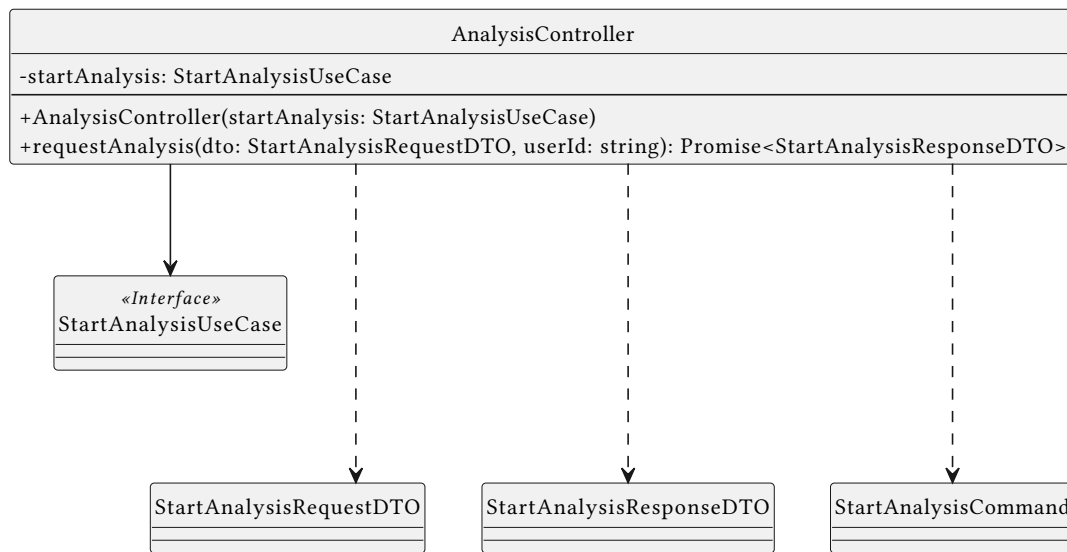 AnalysisController
-startAnalysis: StartAnalysisUseCase
+AnalysisController(startAnalysis: StartAnalysisUseCase)
+requestAnalysis(dto: StartAnalysisRequestDTO, userId: string): Promise<StartAnalysisResponseDTO>
«Interface»
StartAnalysisUseCase
StartAnalysisRequestDTO
StartAnalysisResponseDTO
StartAnalysisCommand